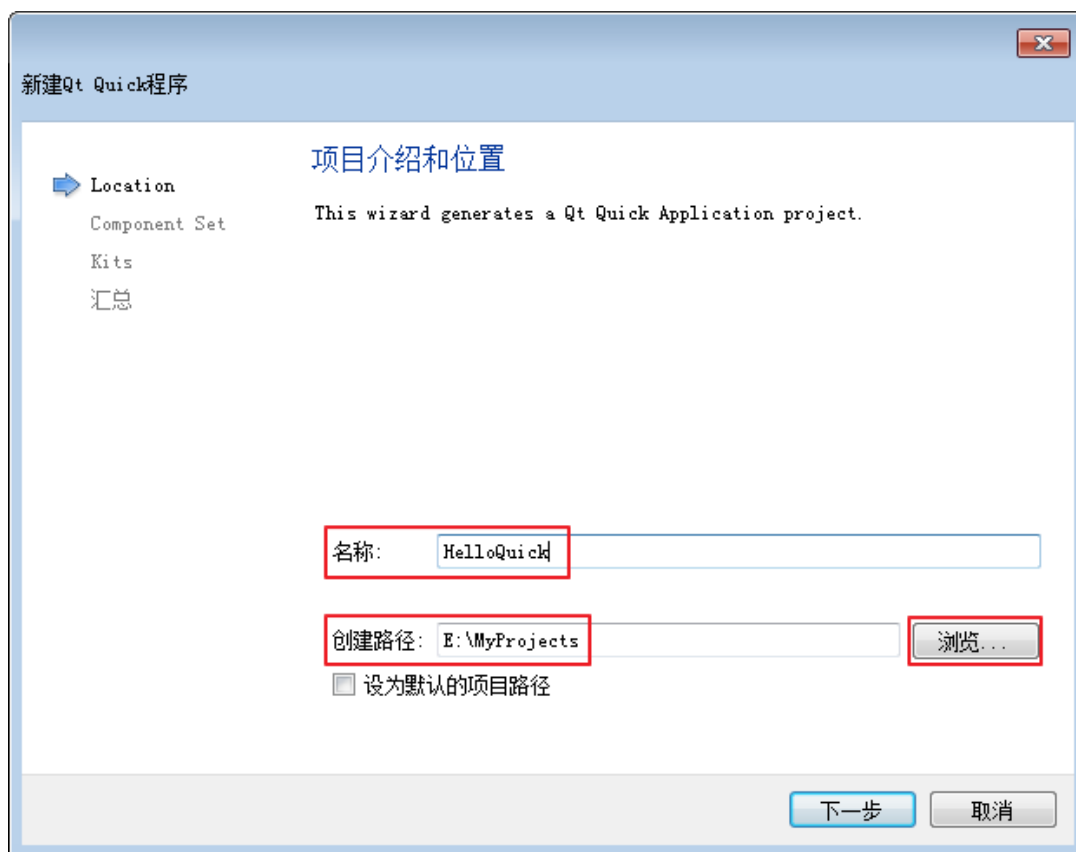 新建Qt Quick程序
Location
Component Set
Kits
汇总
项目介绍和位置
This wizard generates a Qt Quick Application project.
名称: HelloQuick
创建路径: E:\MyProjects 浏览...
设为默认的项目路径
下一步 取消